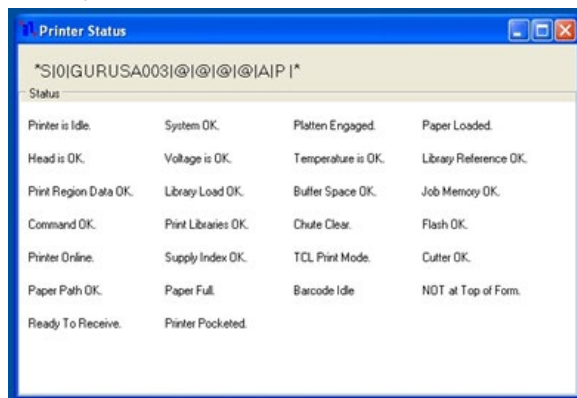 Printer Status
*S|0|GURUSA003|@|@|@|@|A|P |*
Status
Printer is Idle. System OK. Platten Engaged. Paper Loaded.
Head is OK. Voltage is OK. Temperature is OK. Library Reference OK.
Print Region Data OK. Library Load OK. Buffer Space OK. Job Memory OK.
Command OK. Print Libraries OK. Chute Clear. Flash OK.
Printer Online. Supply Index OK. TCL Print Mode. Cutter OK.
Paper Path OK. Paper Full. Barcode Idle NOT at Top of Form.
Ready To Receive. Printer Pocketed.